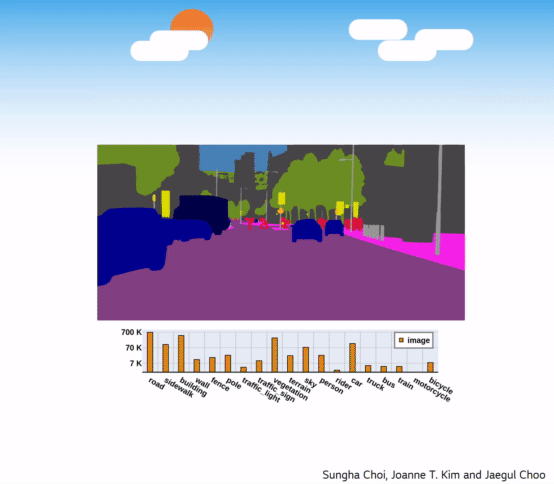 700 K
70 K
7 K
image
road
sidewalk
building
wall
fence
pole
traffic_light
traffic_sign
vegetation
terrain
sky
person
rider
car
truck
bus
train
motorcycle
bicycle
Sungha Choi, Joanne T. Kim and Jaegul Choo